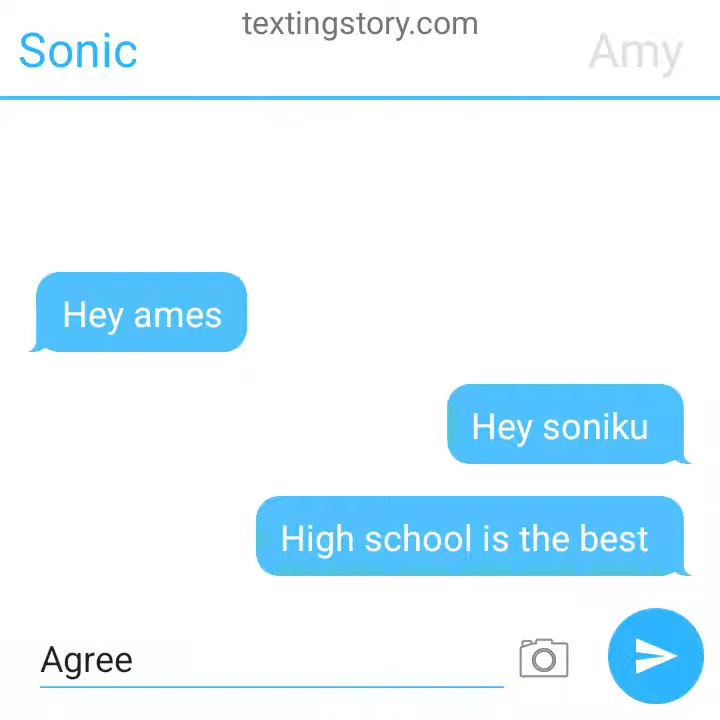 textingstory.com
Sonic
Amy
Hey ames
Hey soniku
High school is the best
Agree